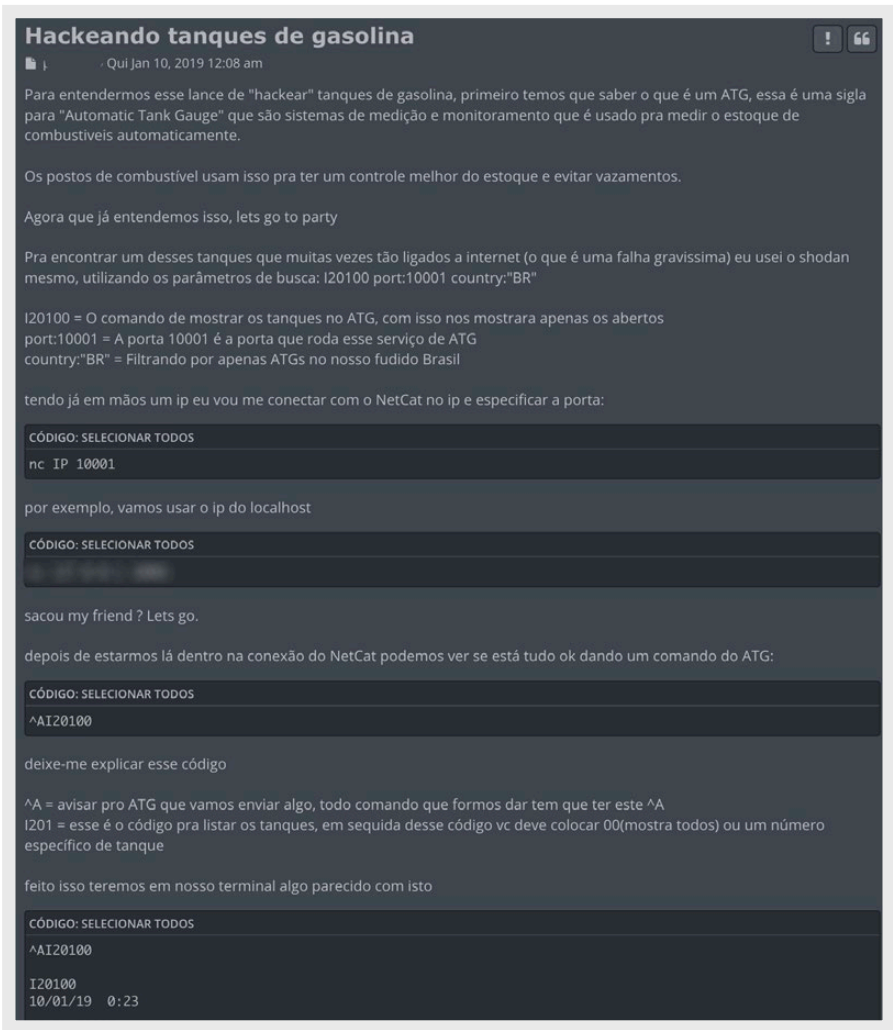 Hackeando tanques de gasolina
Qui Jan 10, 2019 12:08 am
Para entendermos esse lance de "hackear" tanques de gasolina, primeiro temos que saber o que é um ATG, essa é uma sigla
para "Automatic Tank Gauge" que são sistemas de medição e monitoramento que é usado pra medir o estoque de
combustiveis automaticamente.
Os postos de combustível usam isso pra ter um controle melhor do estoque e evitar vazamentos.
Agora que já entendemos isso, lets go to party
Pra encontrar um desses tanques que muitas vezes tão ligados a internet (o que é uma falha gravissima) eu usei o shodan
mesmo, utilizando os parâmetros de busca: I20100 port:10001 country:"BR"
I20100 = O comando de mostrar os tanques no ATG, com isso nos mostrara apenas os abertos
port:10001 = A porta 10001 é a porta que roda esse serviço de ATG
country:"BR" = Filtrando por apenas ATGs no nosso fudido Brasil
tendo já em mãos um ip eu vou me conectar com o NetCat no ip e especificar a porta:
CÓDIGO: SELECIONAR TODOS
nc IP 10001
por exemplo, vamos usar o ip do localhost
CÓDIGO: SELECIONAR TODOS
sacou my friend ? Lets go.
depois de estarmos lá dentro na conexão do NetCat podemos ver se está tudo ok dando um comando do ATG:
CÓDIGO: SELECIONAR TODOS
^AI20100
deixe-me explicar esse código
^A = avisar pro ATG que vamos enviar algo, todo comando que formos dar tem que ter este ^A
I201 = esse é o código pra listar os tanques, em sequida desse código vc deve colocar 00(mostra todos) ou um número
específico de tanque
feito isso teremos em nosso terminal algo parecido com isto
CÓDIGO: SELECIONAR TODOS
^AI20100
I20100
10/01/19 0:23